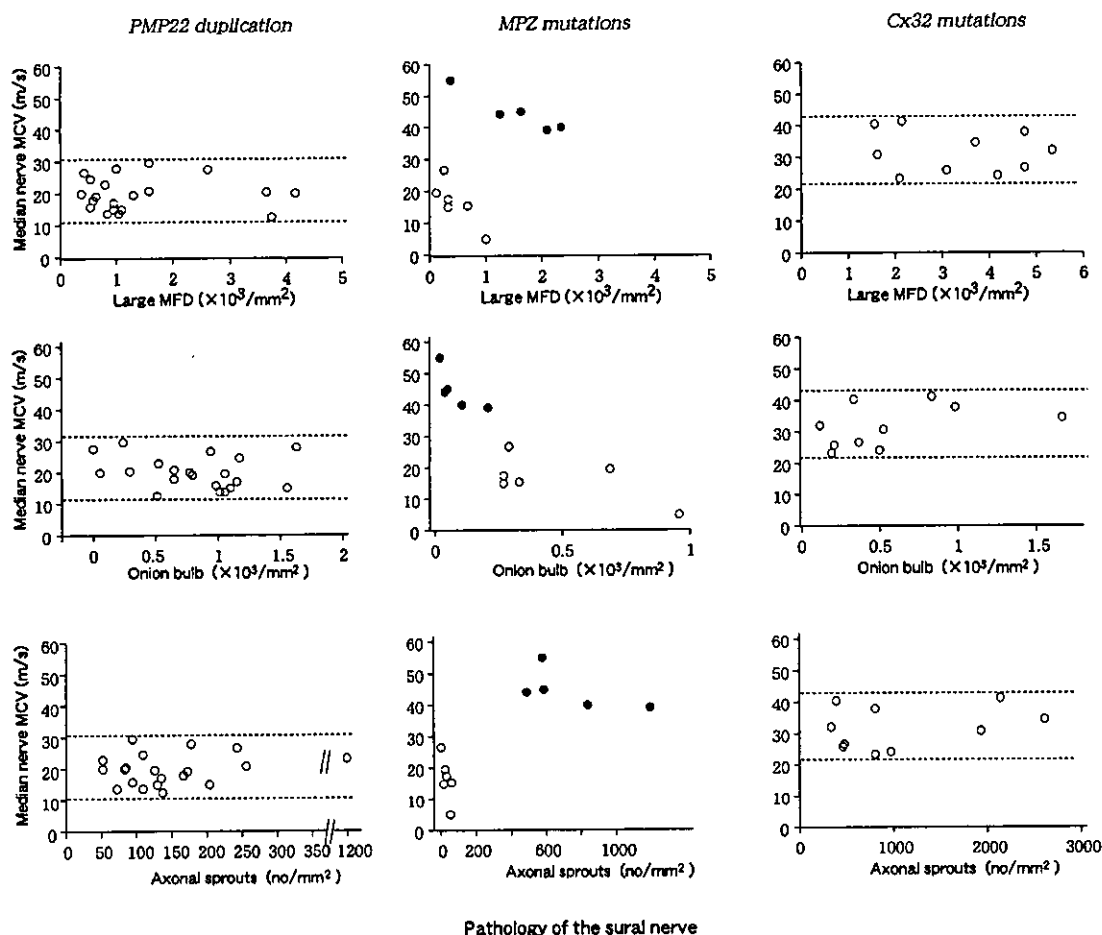 PMP22 duplication
MPZ mutations
Cx32 mutations
Median nerve MCV (m/s)
60
50
40
30
20
10
0
0 1 2 3 4 5
Large MFD (×10³/mm²)
60
50
40
30
20
10
0
0 1 2 3 4 5
Large MFD (×10³/mm²)
60
50
40
30
20
10
0
0 1 2 3 4 5 6
Large MFD (×10³/mm²)
Median nerve MCV (m/s)
60
50
40
30
20
10
0
0 0.5 1 1.5 2
Onion bulb (×10³/mm²)
60
50
40
30
20
10
0
0 0.5 1
Onion bulb (×10³/mm²)
60
50
40
30
20
10
0
0 0.5 1 1.5
Onion bulb (×10³/mm²)
Median nerve MCV (m/s)
60
50
40
30
20
10
0
0 50 100 150 200 250 300 350 1200
Axonal sprouts (no/mm²)
60
50
40
30
20
10
0
0 200 600 1000
Axonal sprouts (no/mm²)
60
50
40
30
20
10
0
0 1000 2000 3000
Axonal sprouts (no/mm²)
Pathology of the sural nerve